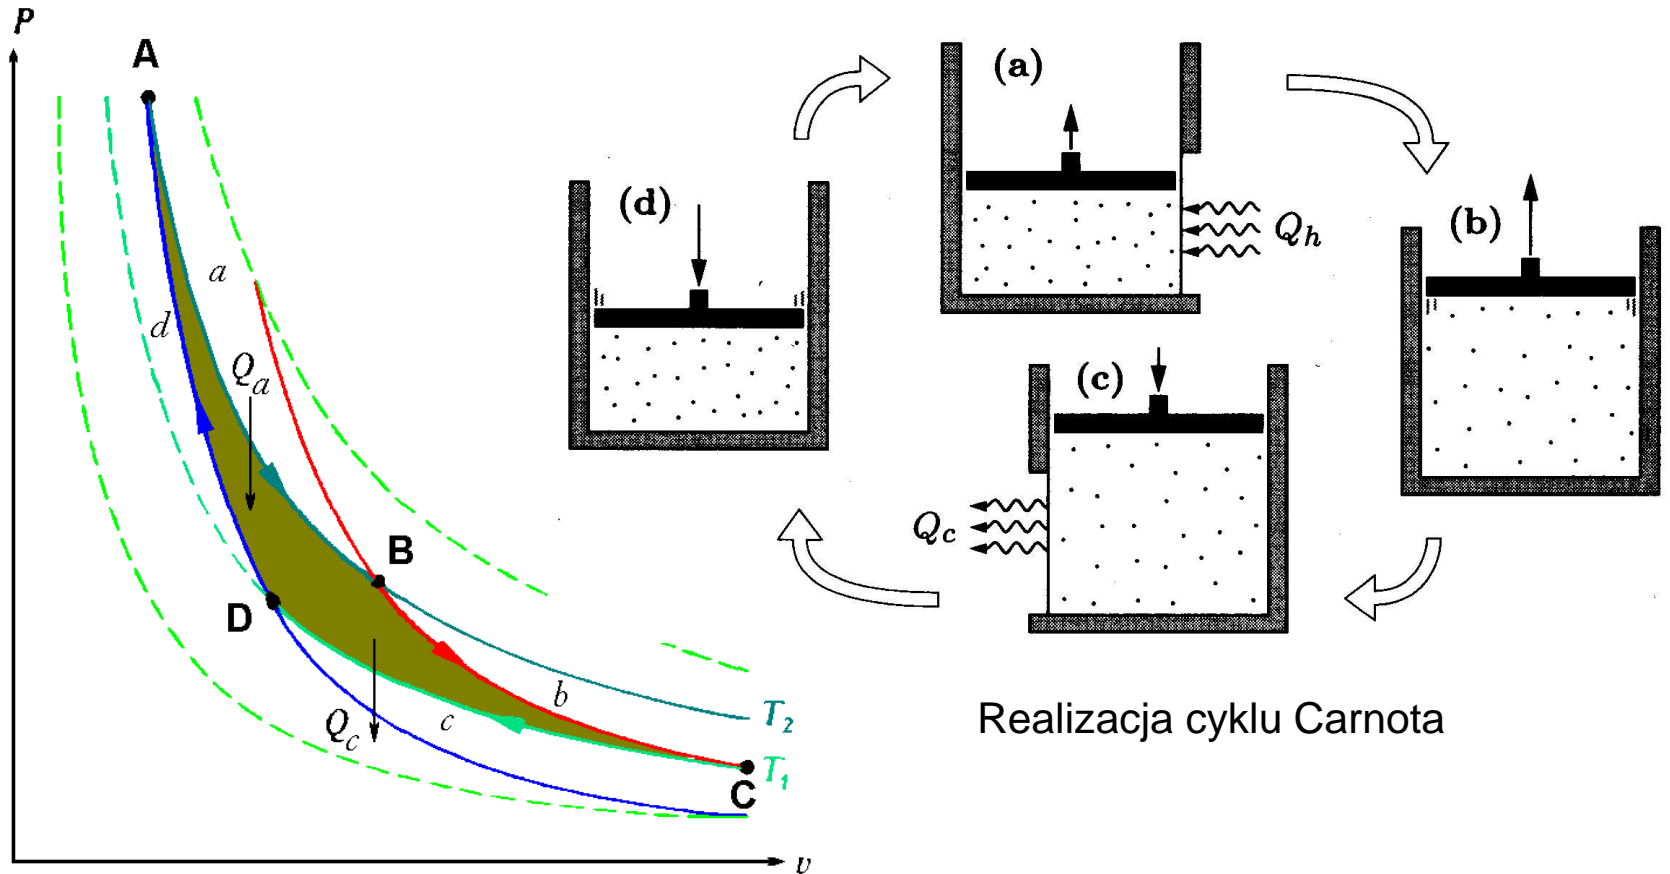 P
A
a
d
Q_a
B
D
b
c
Q_c
T_2
T_1
C
v
(a)
Q_h
(b)
(c)
Q_c
(d)
Realizacja cyklu Carnota